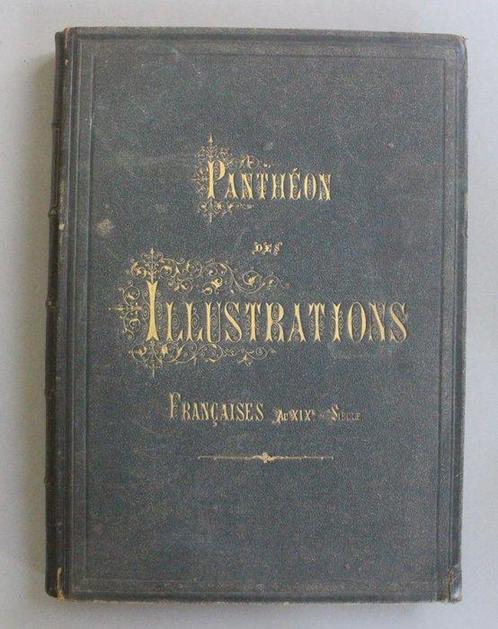 PANTHÉON
DES
ILLUSTRATIONS
FRANÇAISES AU XIXE SIÈCLE